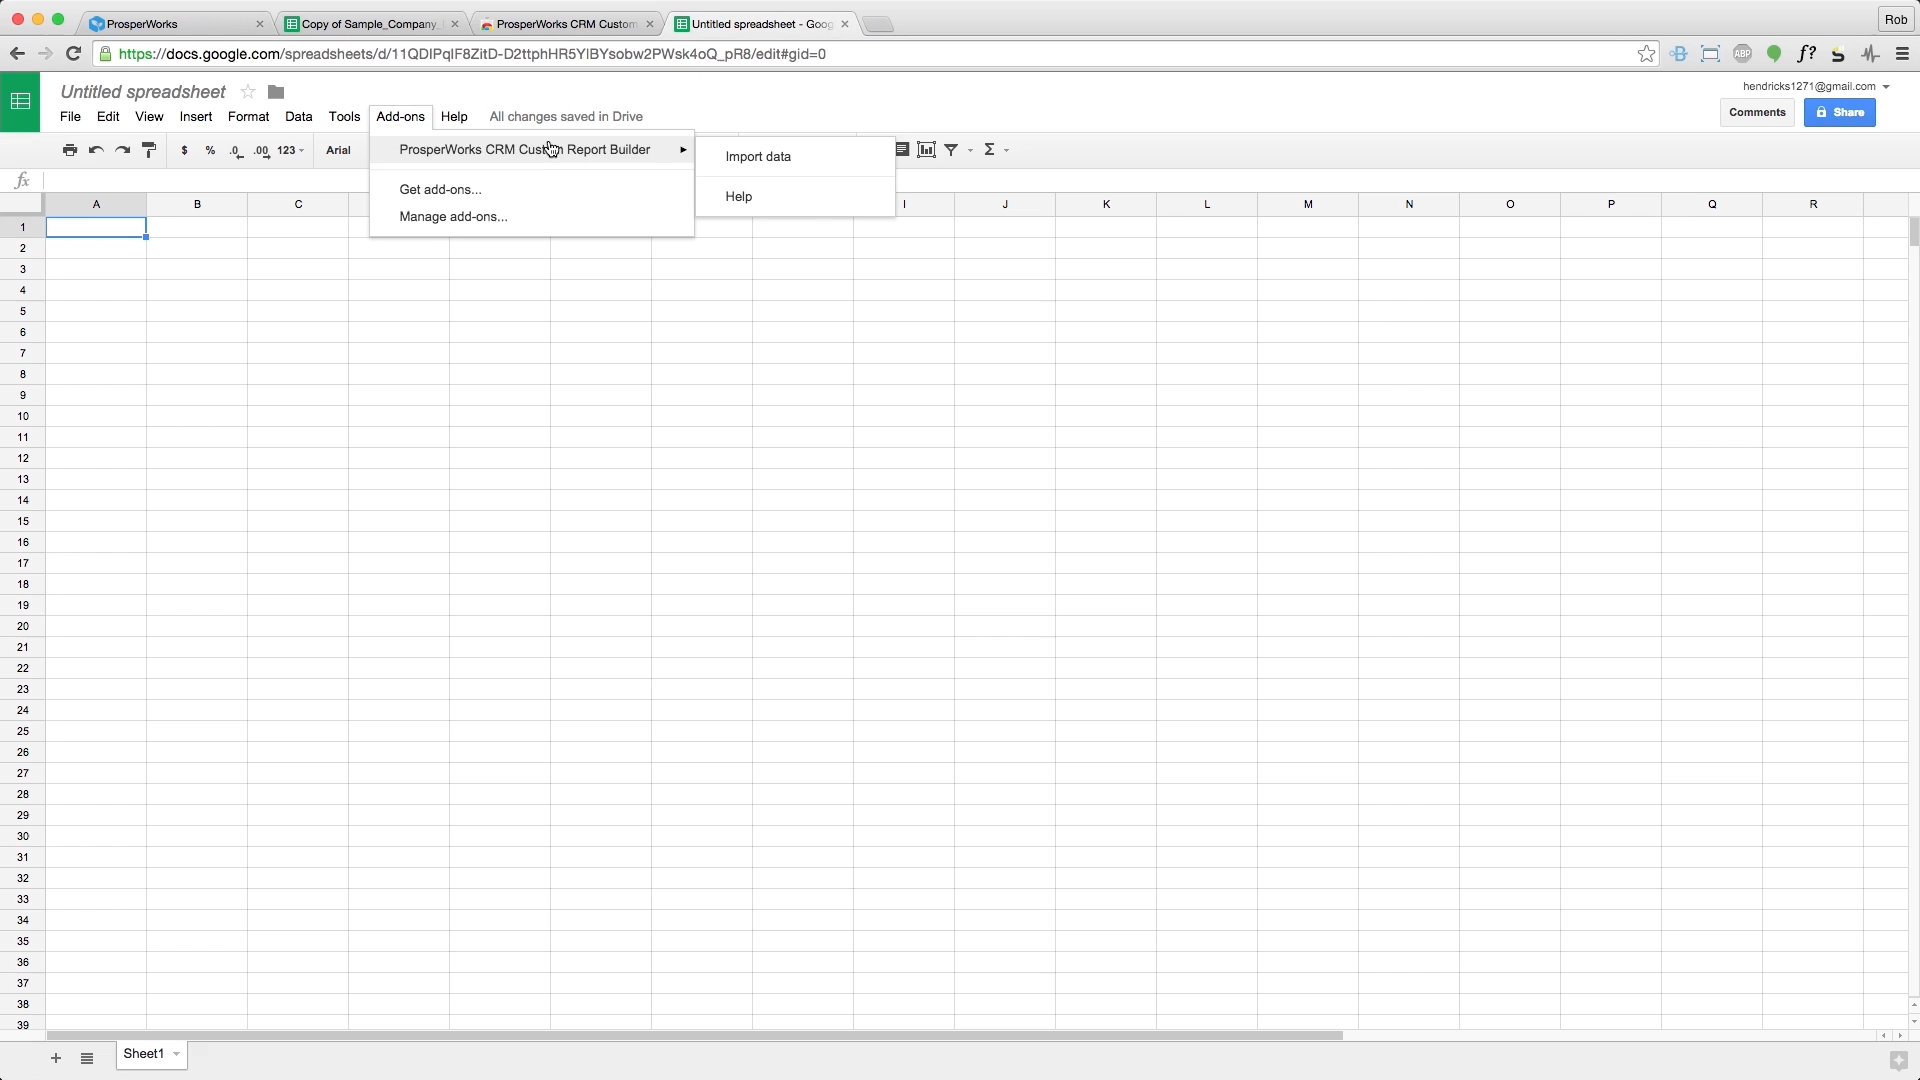 ProsperWorks
Copy of Sample_Company_
ProsperWorks CRM Custom
Untitled spreadsheet - Goog
Rob
https://docs.google.com/spreadsheets/d/11QDIPqIF8ZitD-D2ttphHR5YIBYsobw2PWsk4oQ_pR8/edit#gid=0
ABP
f?
Untitled spreadsheet
hendricks1271@gmail.com
File Edit View Insert Format Data Tools Add-ons Help All changes saved in Drive
Comments
Share
$ % .0 .00 123 Arial
ProsperWorks CRM Custom Report Builder
Import data
Get add-ons...
Help
Manage add-ons...
fx
A B C I J K L M N O P Q R
1
2
3
4
5
6
7
8
9
10
11
12
13
14
15
16
17
18
19
20
21
22
23
24
25
26
27
28
29
30
31
32
33
34
35
36
37
38
39
Sheet1